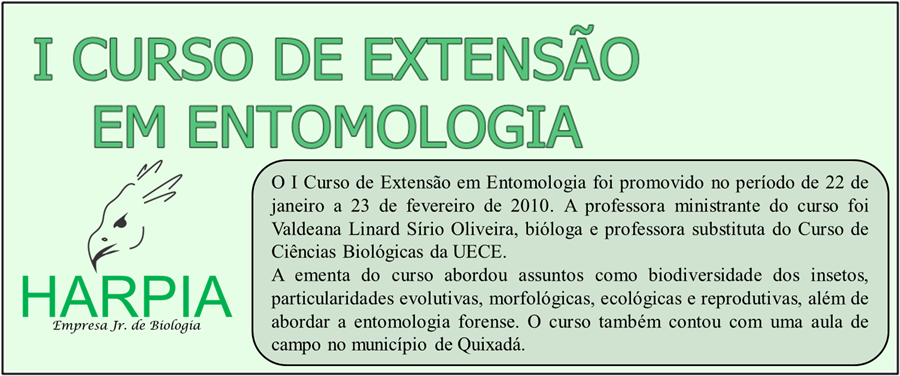 I CURSO DE EXTENSÃO
EM ENTOMOLOGIA
HARPIA
Empresa Jr. de Biologia
O I Curso de Extensão em Entomologia foi promovido no período de 22 de
janeiro a 23 de fevereiro de 2010. A professora ministrante do curso foi
Valdeana Linard Sírio Oliveira, bióloga e professora substituta do Curso de
Ciências Biológicas da UECE.
A ementa do curso abordou assuntos como biodiversidade dos insetos,
particularidades evolutivas, morfológicas, ecológicas e reprodutivas, além de
abordar a entomologia forense. O curso também contou com uma aula de
campo no município de Quixadá.